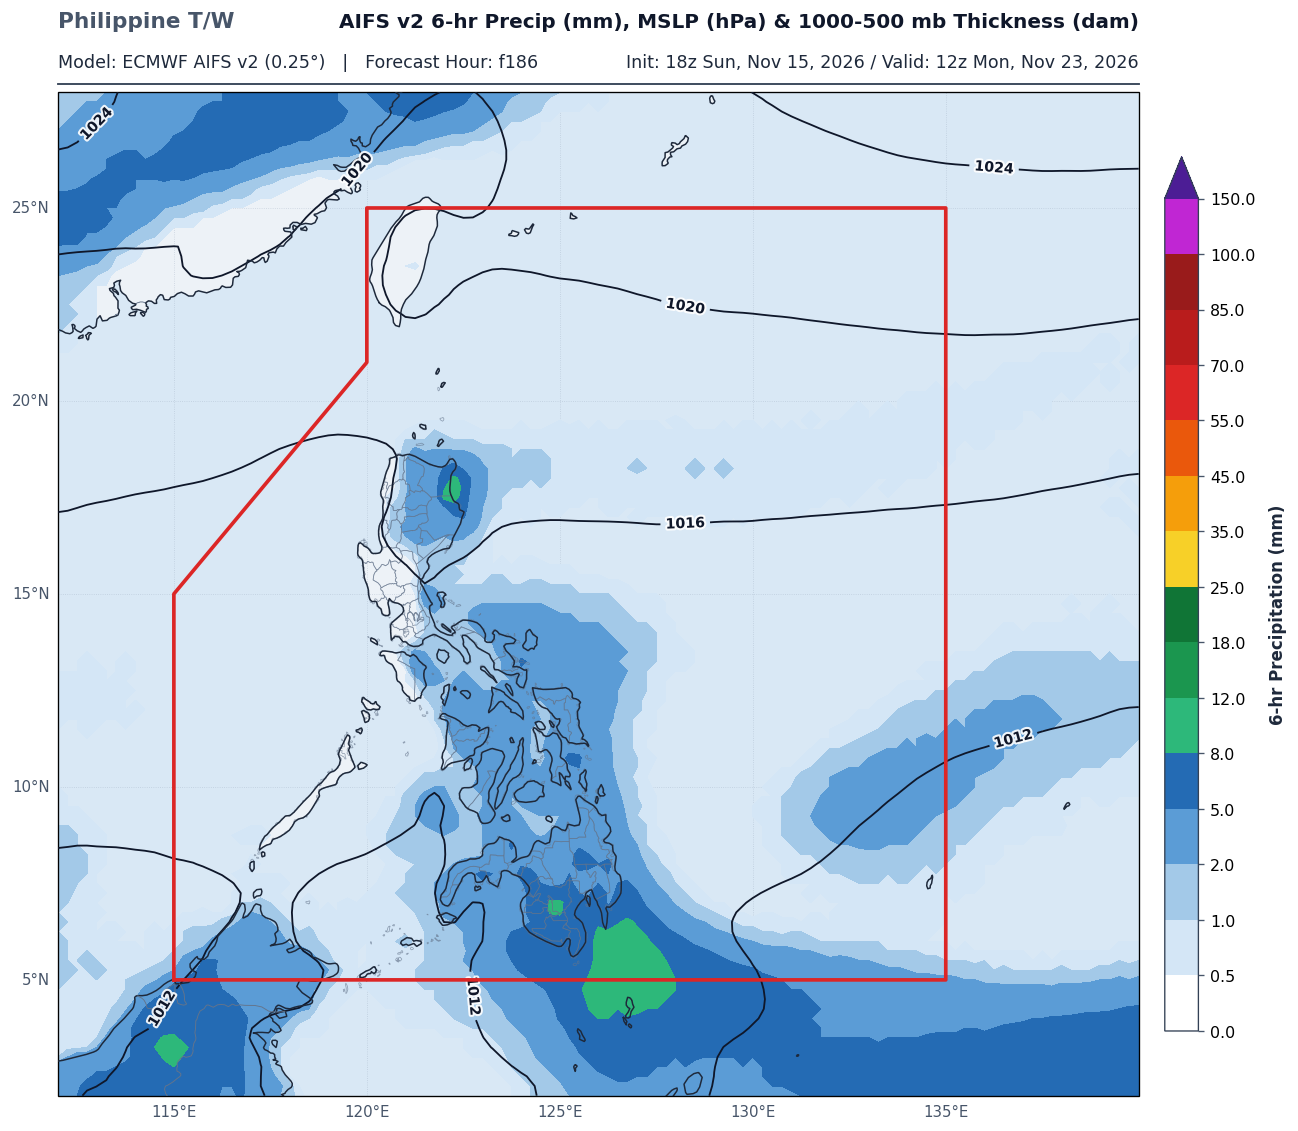 Philippine T/W
AIFS v2 6-hr Precip (mm), MSLP (hPa) & 1000-500 mb Thickness (dam)
Model: ECMWF AIFS v2 (0.25°) | Forecast Hour: f186
Init: 18z Sun, Nov 15, 2026 / Valid: 12z Mon, Nov 23, 2026
1024
1020
1024
1020
1016
1012
1012
1012
25°N
20°N
15°N
10°N
5°N
115°E
120°E
125°E
130°E
135°E
150.0
100.0
85.0
70.0
55.0
45.0
35.0
25.0
18.0
12.0
8.0
5.0
2.0
1.0
0.5
0.0
6-hr Precipitation (mm)